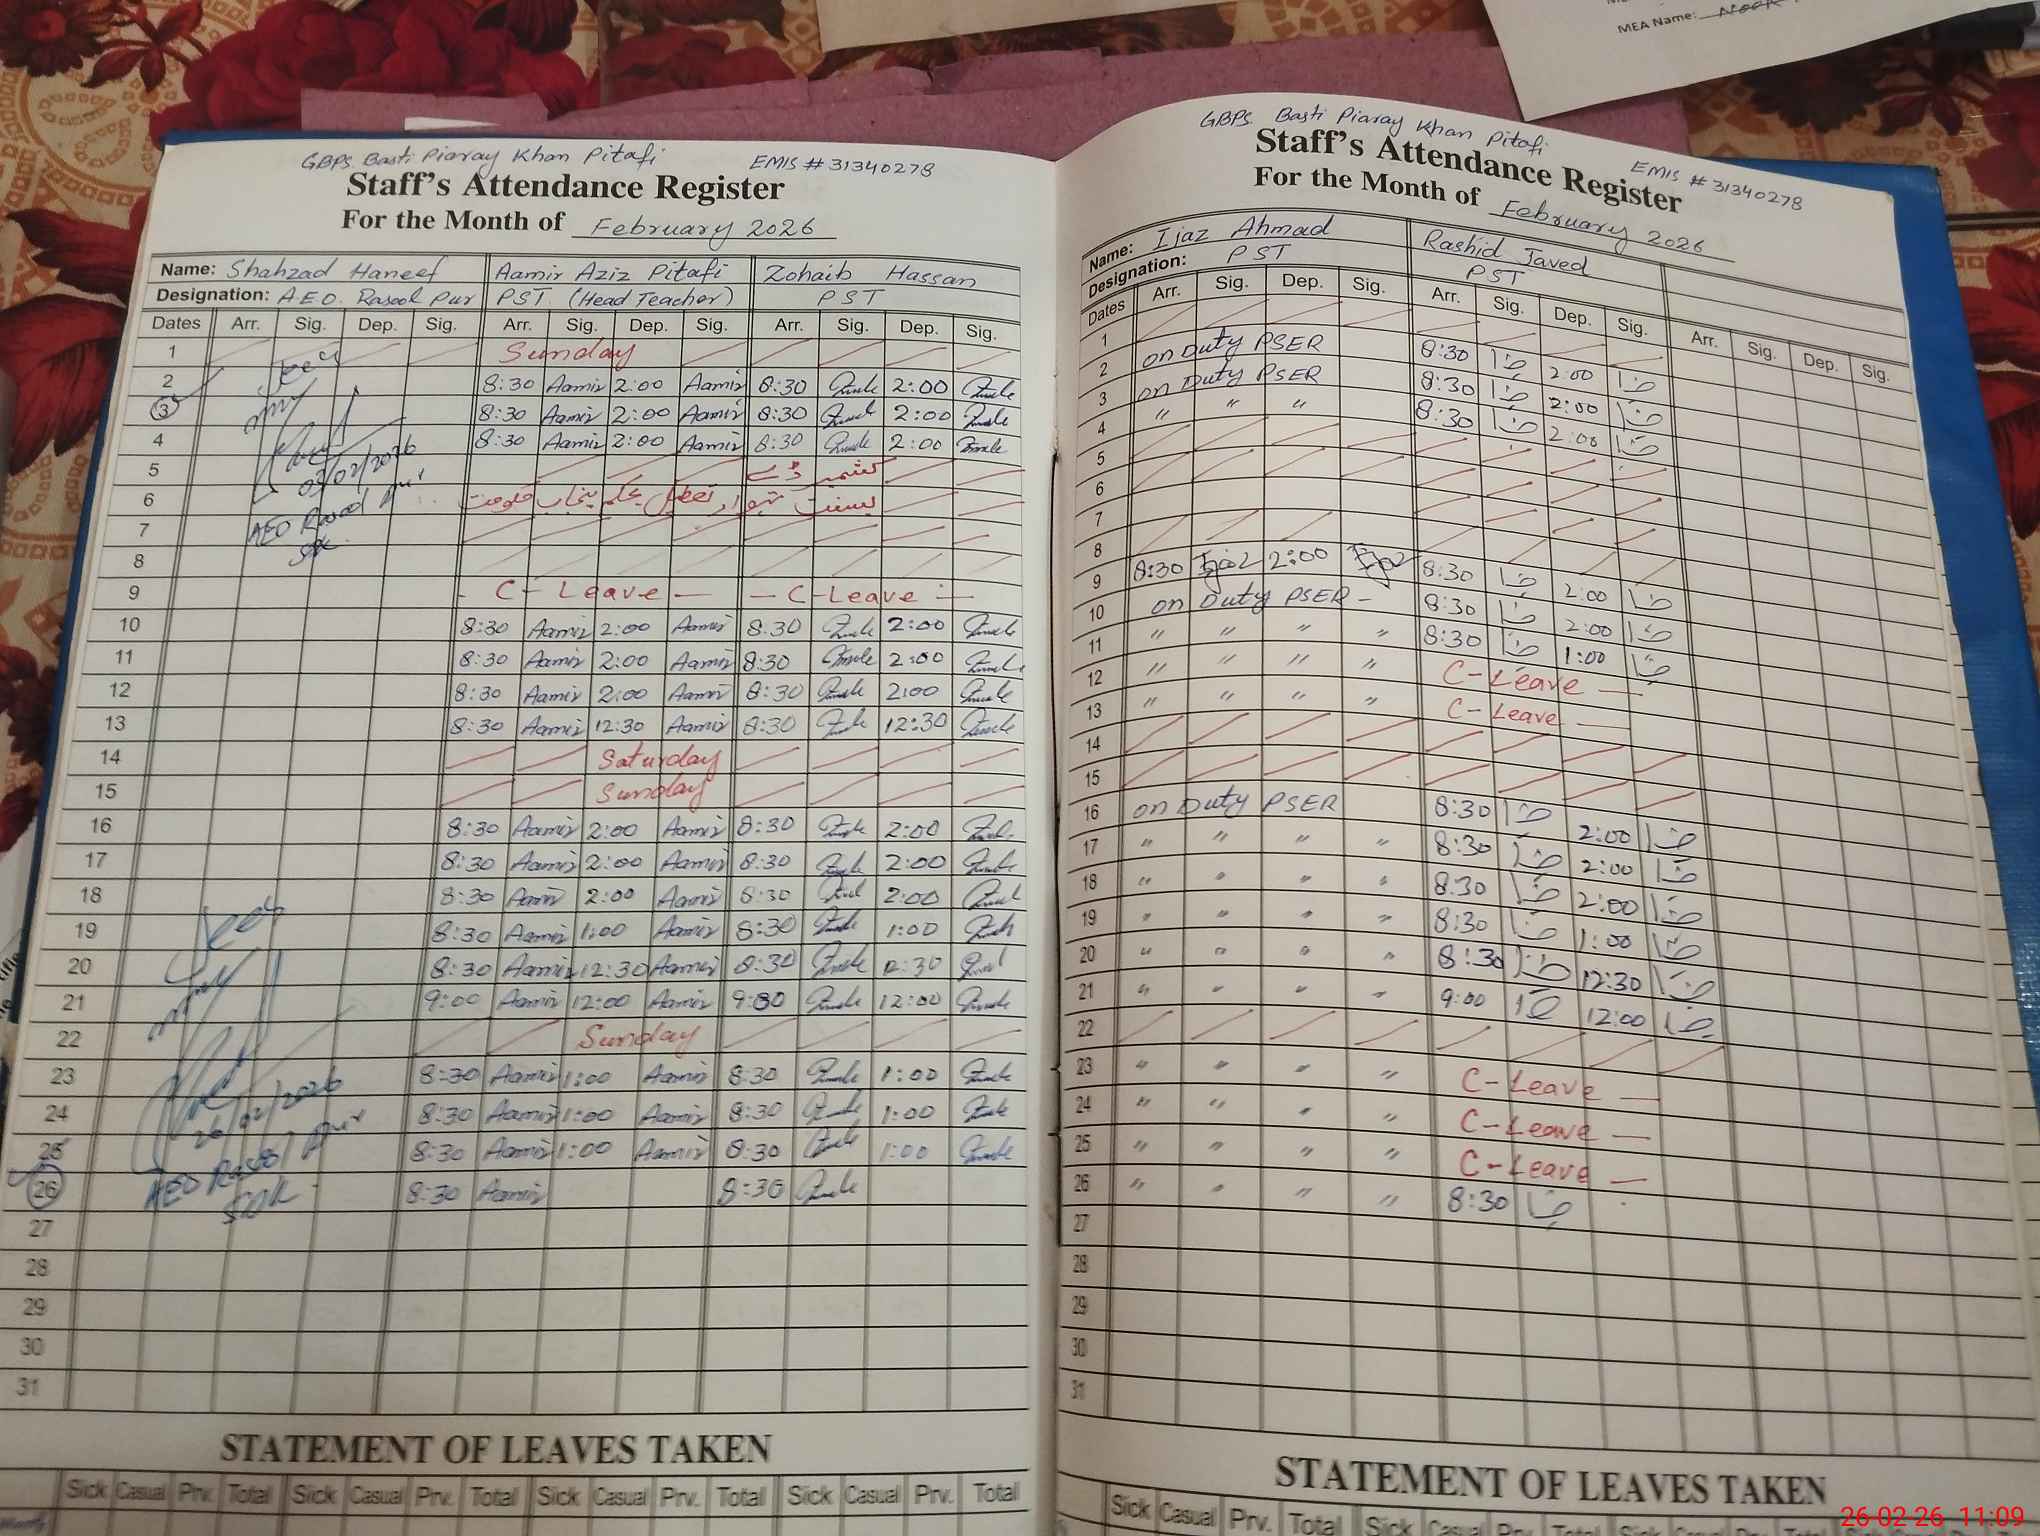 MEA Name:
GBPS Basti Piaray Khan Pitafi EMIS # 31340278
Staff's Attendance Register
For the Month of February 2026
Name: Shahzad Haneef Aamir Aziz Pitafi Zohaib Hassan
Designation: A.E.O. Rasool Pur PST (Head Teacher) PST
Dates Arr. Sig. Dep. Sig. Arr. Sig. Dep. Sig. Arr. Sig. Dep. Sig.
1 Sunday
2 8:30 Aamir 2:00 Aamir 8:30 2:00
3 8:30 Aamir 2:00 Aamir 8:30 2:00
4 8:30 Aamir 2:00 Aamir 8:30 2:00
03/02/2026
5 کشمیر ڈے
6 بسنت تہوار تعطیل بحکم پنجاب حکومت
AEO Rasool Pur
7
8
9 C-Leave C-Leave
10 8:30 Aamir 2:00 Aamir 8:30 2:00
11 8:30 Aamir 2:00 Aamir 8:30 2:00
12 8:30 Aamir 2:00 Aamir 8:30 2:00
13 8:30 Aamir 12:30 Aamir 8:30 12:30
14 Saturday
15 Sunday
16 8:30 Aamir 2:00 Aamir 8:30 2:00
17 8:30 Aamir 2:00 Aamir 8:30 2:00
18 8:30 Aamir 2:00 Aamir 8:30 2:00
19 8:30 Aamir 1:00 Aamir 8:30 1:00
20 8:30 Aamir 12:30 Aamir 8:30 12:30
21 9:00 Aamir 12:00 Aamir 9:00 12:00
22 Sunday
23 8:30 Aamir 1:00 Aamir 8:30 1:00
24 8:30 Aamir 1:00 Aamir 8:30 1:00
26/02/2026
25 8:30 Aamir 1:00 Aamir 8:30 1:00
AEO Rasool Pur
26 8:30 Aamir 8:30
27
28
29
30
31
STATEMENT OF LEAVES TAKEN
Sick Casual Prv. Total Sick Casual Prv. Total Sick Casual Prv. Total Sick Casual Prv. Total
GBPS Basti Piaray Khan Pitafi EMIS # 31340278
Staff's Attendance Register
For the Month of February 2026
Name: Ijaz Ahmad Rashid Javed
Designation: PST PST
Dates Arr. Sig. Dep. Sig. Arr. Sig. Dep. Sig. Arr. Sig. Dep. Sig.
1
2 on Duty PSER 8:30 2:00
3 on Duty PSER 8:30 2:00
4 " " " 8:30 2:00
5
6
7
8
9 8:30 Ijaz 2:00 Ijaz 8:30 2:00
10 on Duty PSER - 8:30 2:00
11 " " " " 8:30 1:00
12 " " " " C-Leave
13 " " " " C-Leave
14
15
16 on Duty PSER 8:30 2:00
17 " " " " 8:30 2:00
18 " " " " 8:30 2:00
19 " " " " 8:30 1:00
20 " " " " 8:30 12:30
21 " " " " 9:00 12:00
22
23 " " " " C-Leave
24 " " " " C-Leave
25 " " " " C-Leave
26 " " " " 8:30
27
28
29
30
31
STATEMENT OF LEAVES TAKEN
Sick Casual Prv. Total Sick Casual Prv. Total Sick Casual Prv. Total
26-02-26 11:09